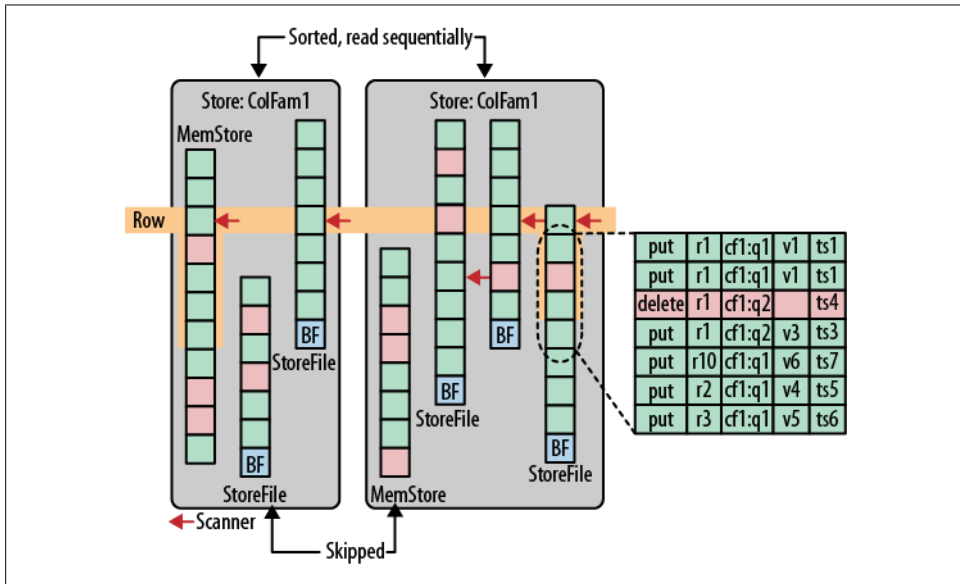 Sorted, read sequentially
Store: ColFam1
Store: ColFam1
MemStore
Row
BF
StoreFile
BF
StoreFile
BF
StoreFile
BF
BF
StoreFile
MemStore
Scanner
Skipped
put r1 cf1:q1 v1 ts1
put r1 cf1:q1 v1 ts1
delete r1 cf1:q2 ts4
put r1 cf1:q2 v3 ts3
put r10 cf1:q1 v6 ts7
put r2 cf1:q1 v4 ts5
put r3 cf1:q1 v5 ts6